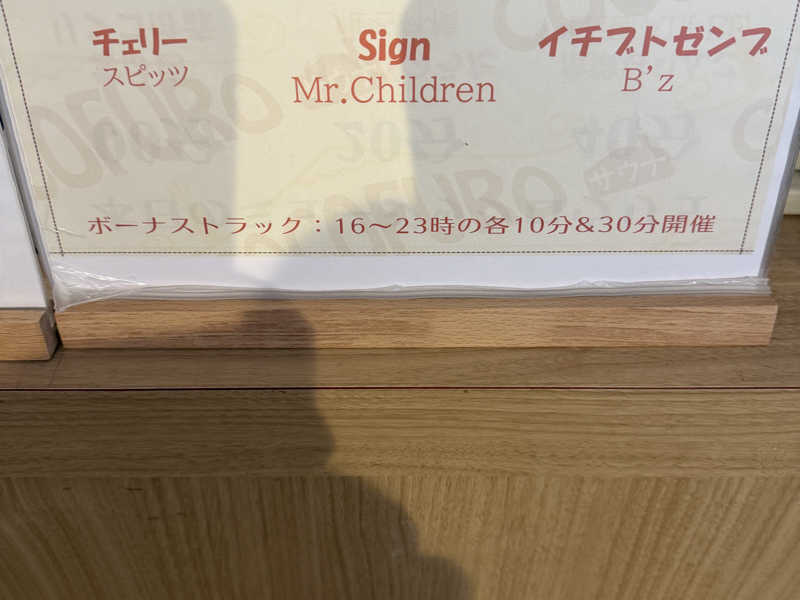 チェリー
スピッツ
Sign
Mr.Children
イチブトゼンブ
B'z
ボーナストラック：16〜23時の各10分&30分開催